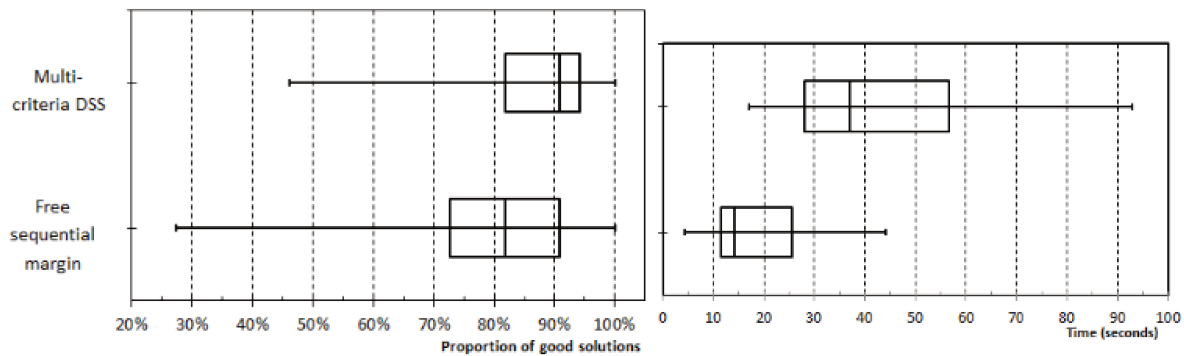 Multi-
criteria DSS
Free
sequential
margin
20% 30% 40% 50% 60% 70% 80% 90% 100%
Proportion of good solutions
0 10 20 30 40 50 60 70 80 90 100
Time (seconds)